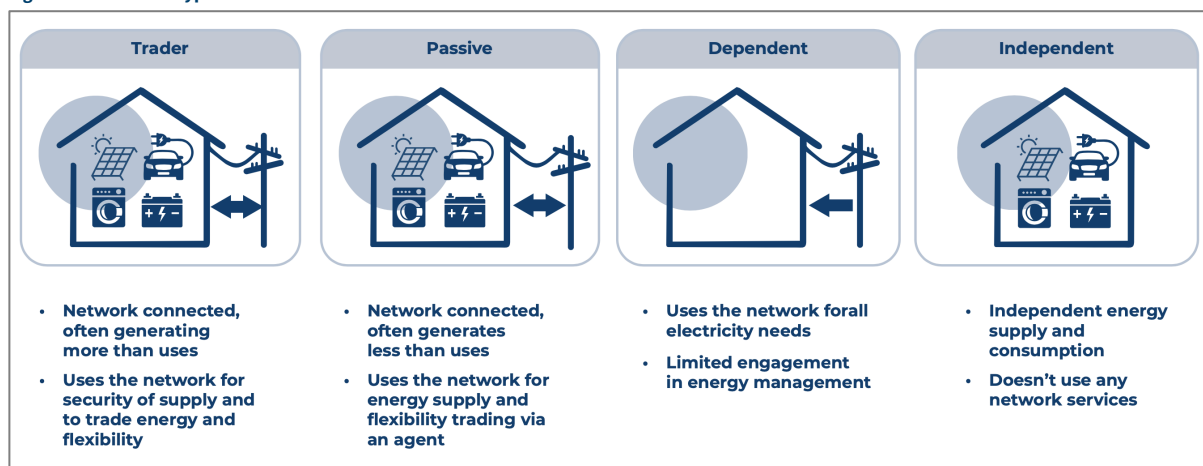 Trader
Passive
Dependent
Independent
• Network connected,
often generating
more than uses
• Uses the network for
security of supply and
to trade energy and
flexibility
• Network connected,
often generates
less than uses
• Uses the network for
energy supply and
flexibility trading via
an agent
• Uses the network forall
electricity needs
• Limited engagement
in energy management
• Independent energy
supply and
consumption
• Doesn't use any
network services